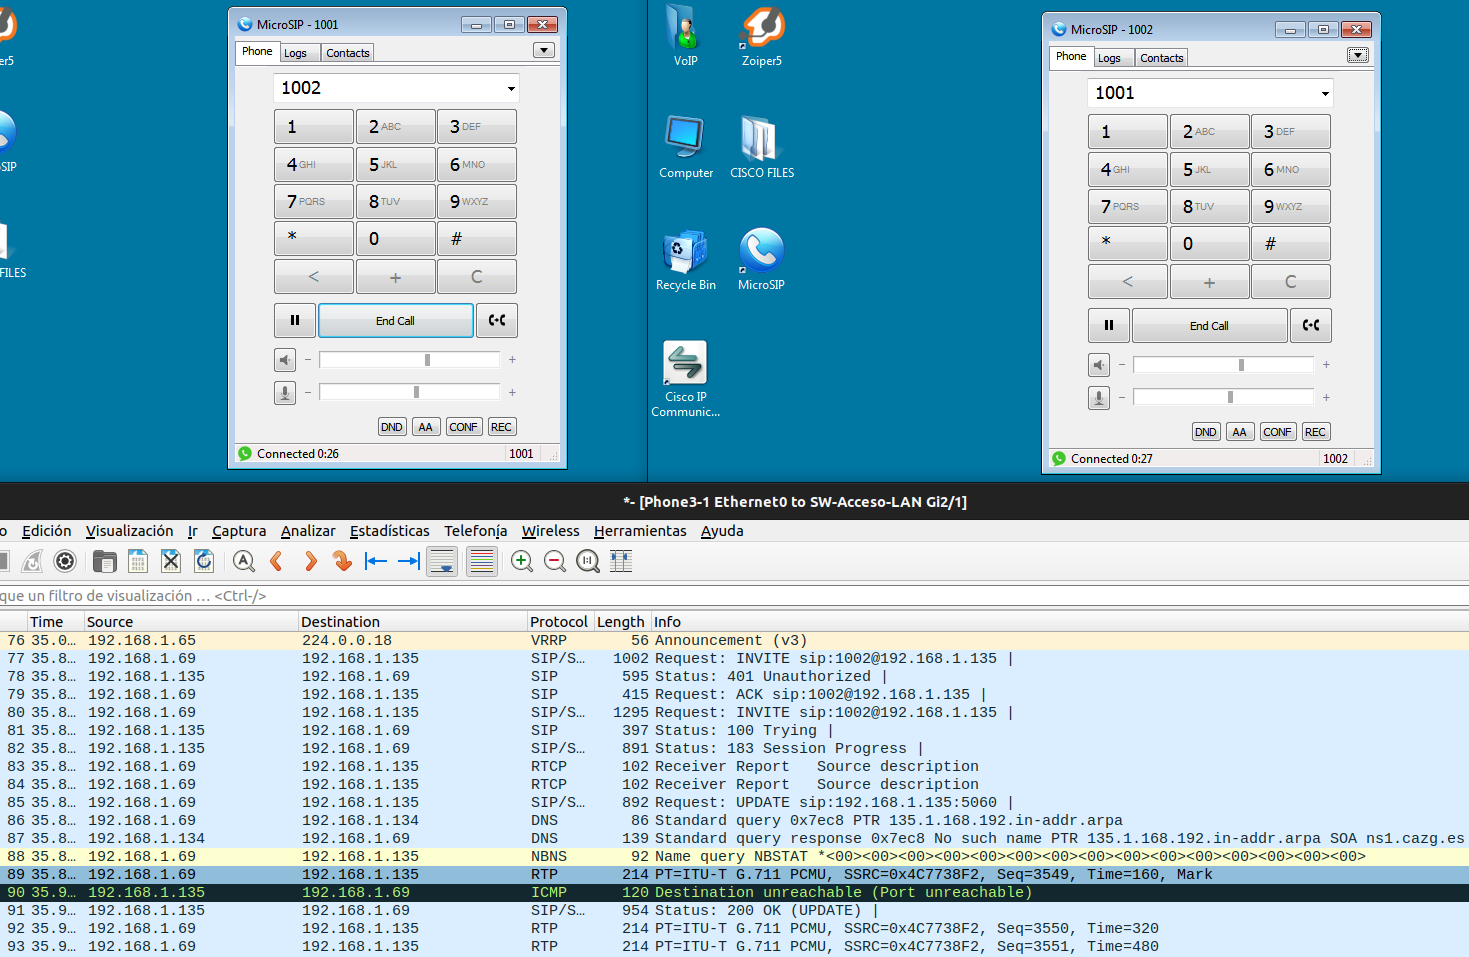 MicroSIP - 1001
Phone Logs Contacts
1002
1 2 ABC 3 DEF
4 GHI 5 JKL 6 MNO
7 PQRS 8 TUV 9 WXYZ
* 0 #
< + C
End Call
- +
- +
DND AA CONF REC
Connected 0:26 1001
er5
SIP
FILES
VoIP
Zoiper5
Computer
CISCO FILES
Recycle Bin
MicroSIP
Cisco IP
Communic...
MicroSIP - 1002
Phone Logs Contacts
1001
1 2 ABC 3 DEF
4 GHI 5 JKL 6 MNO
7 PQRS 8 TUV 9 WXYZ
* 0 #
< + C
End Call
- +
- +
DND AA CONF REC
Connected 0:27 1002
*- [Phone3-1 Ethernet0 to SW-Acceso-LAN Gi2/1]
o Edición Visualización Ir Captura Analizar Estadísticas Telefonía Wireless Herramientas Ayuda
que un filtro de visualización … <Ctrl-/>
Time Source Destination Protocol Length Info
76 35.0… 192.168.1.65 224.0.0.18 VRRP 56 Announcement (v3)
77 35.8… 192.168.1.69 192.168.1.135 SIP/S… 1002 Request: INVITE sip:1002@192.168.1.135 |
78 35.8… 192.168.1.135 192.168.1.69 SIP 595 Status: 401 Unauthorized |
79 35.8… 192.168.1.69 192.168.1.135 SIP 415 Request: ACK sip:1002@192.168.1.135 |
80 35.8… 192.168.1.69 192.168.1.135 SIP/S… 1295 Request: INVITE sip:1002@192.168.1.135 |
81 35.8… 192.168.1.135 192.168.1.69 SIP 397 Status: 100 Trying |
82 35.8… 192.168.1.135 192.168.1.69 SIP/S… 891 Status: 183 Session Progress |
83 35.8… 192.168.1.69 192.168.1.135 RTCP 102 Receiver Report Source description
84 35.8… 192.168.1.69 192.168.1.135 RTCP 102 Receiver Report Source description
85 35.8… 192.168.1.69 192.168.1.135 SIP/S… 892 Request: UPDATE sip:192.168.1.135:5060 |
86 35.8… 192.168.1.69 192.168.1.134 DNS 86 Standard query 0x7ec8 PTR 135.1.168.192.in-addr.arpa
87 35.8… 192.168.1.134 192.168.1.69 DNS 139 Standard query response 0x7ec8 No such name PTR 135.1.168.192.in-addr.arpa SOA ns1.cazg.es
88 35.8… 192.168.1.69 192.168.1.135 NBNS 92 Name query NBSTAT *<00><00><00><00><00><00><00><00><00><00><00><00><00><00><00>
89 35.8… 192.168.1.69 192.168.1.135 RTP 214 PT=ITU-T G.711 PCMU, SSRC=0x4C7738F2, Seq=3549, Time=160, Mark
90 35.9… 192.168.1.135 192.168.1.69 ICMP 120 Destination unreachable (Port unreachable)
91 35.9… 192.168.1.135 192.168.1.69 SIP/S… 954 Status: 200 OK (UPDATE) |
92 35.9… 192.168.1.69 192.168.1.135 RTP 214 PT=ITU-T G.711 PCMU, SSRC=0x4C7738F2, Seq=3550, Time=320
93 35.9… 192.168.1.69 192.168.1.135 RTP 214 PT=ITU-T G.711 PCMU, SSRC=0x4C7738F2, Seq=3551, Time=480